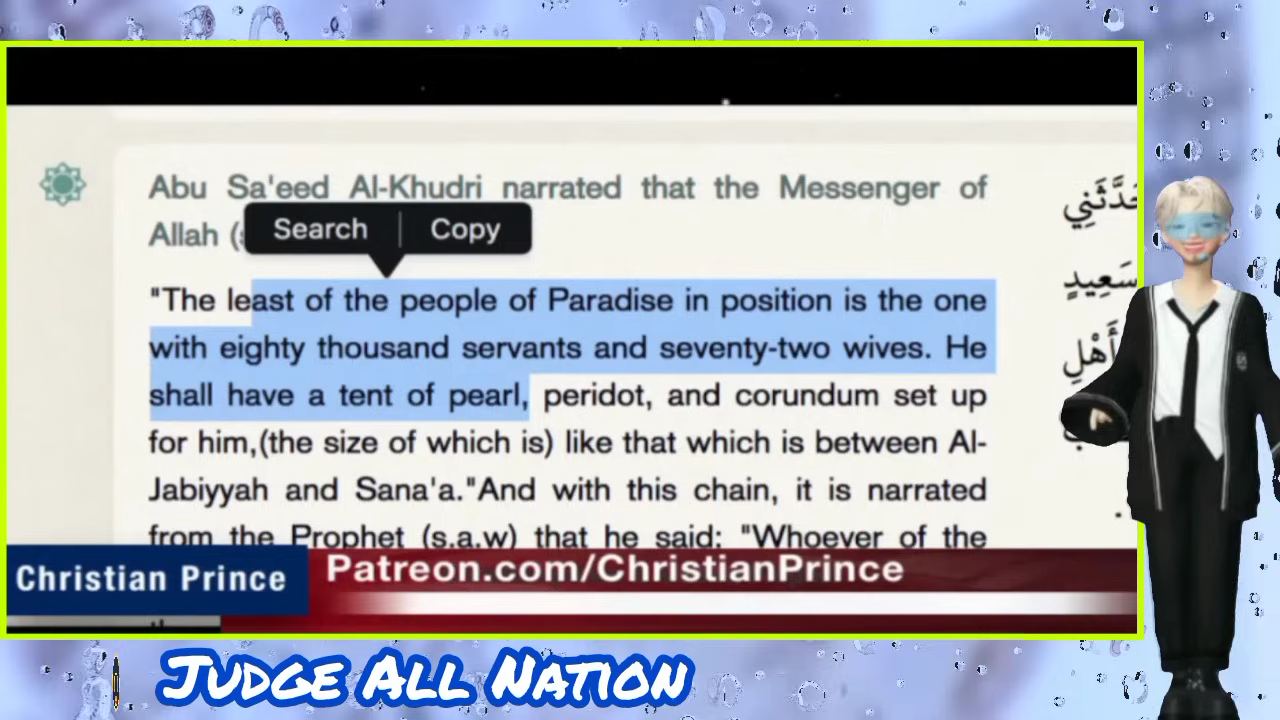 Abu Sa'eed Al-Khudri narrated that the Messenger of
Allah (
Search
Copy
"The least of the people of Paradise in position is the one
with eighty thousand servants and seventy-two wives. He
shall have a tent of pearl, peridot, and corundum set up
for him,(the size of which is) like that which is between Al-
Jabiyyah and Sana'a."And with this chain, it is narrated
from the Prophet (s.a.w) that he said: "Whoever of the
سَعِيدٍ
أَهْلِ
Christian Prince
Patreon.com/ChristianPrince
JUDGE ALL NATION